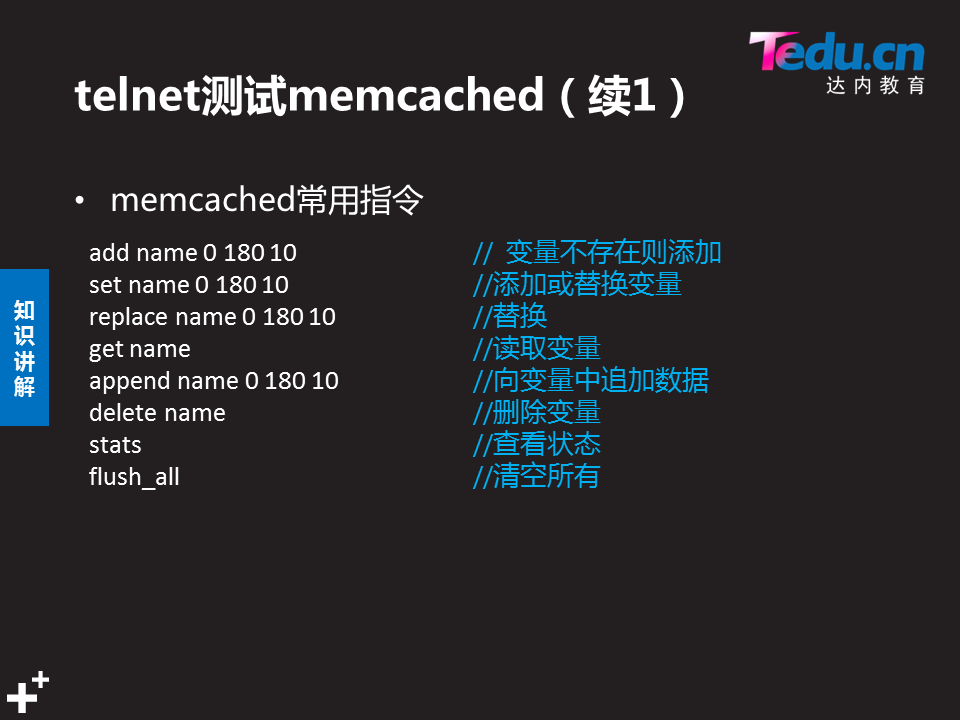 Tedu.cn
达内教育
telnet测试memcached（续1）
• memcached常用指令
add name 0 180 10 // 变量不存在则添加
set name 0 180 10 //添加或替换变量
replace name 0 180 10 //替换
get name //读取变量
append name 0 180 10 //向变量中追加数据
delete name //删除变量
stats //查看状态
flush_all //清空所有
知
识
讲
解